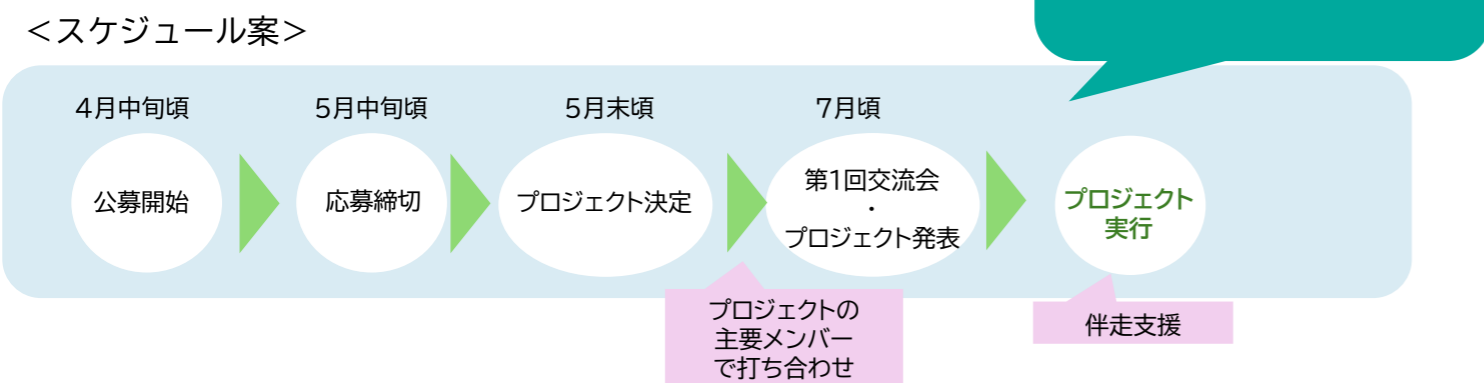 ＜スケジュール案＞
4月中旬頃
5月中旬頃
5月末頃
7月頃
公募開始
応募締切
プロジェクト決定
第1回交流会
・
プロジェクト発表
プロジェクト
実行
プロジェクトの
主要メンバー
で打ち合わせ
伴走支援